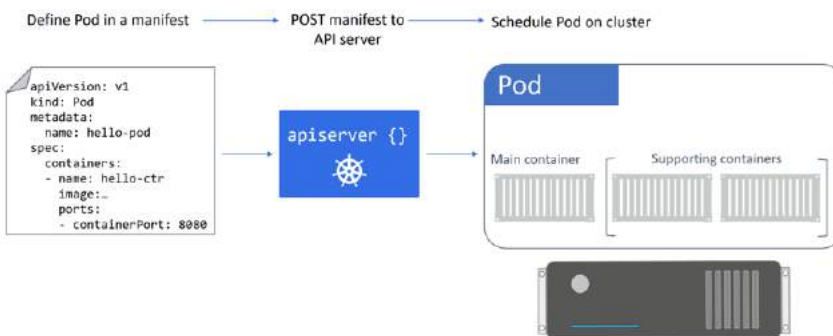 Define Pod in a manifest
POST manifest to
API server
Schedule Pod on cluster
apiVersion: v1
kind: Pod
metadata:
  name: hello-pod
spec:
  containers:
  - name: hello-ctr
    image:…
    ports:
    - containerPort: 8080
apiserver {}
Pod
Main container
Supporting containers